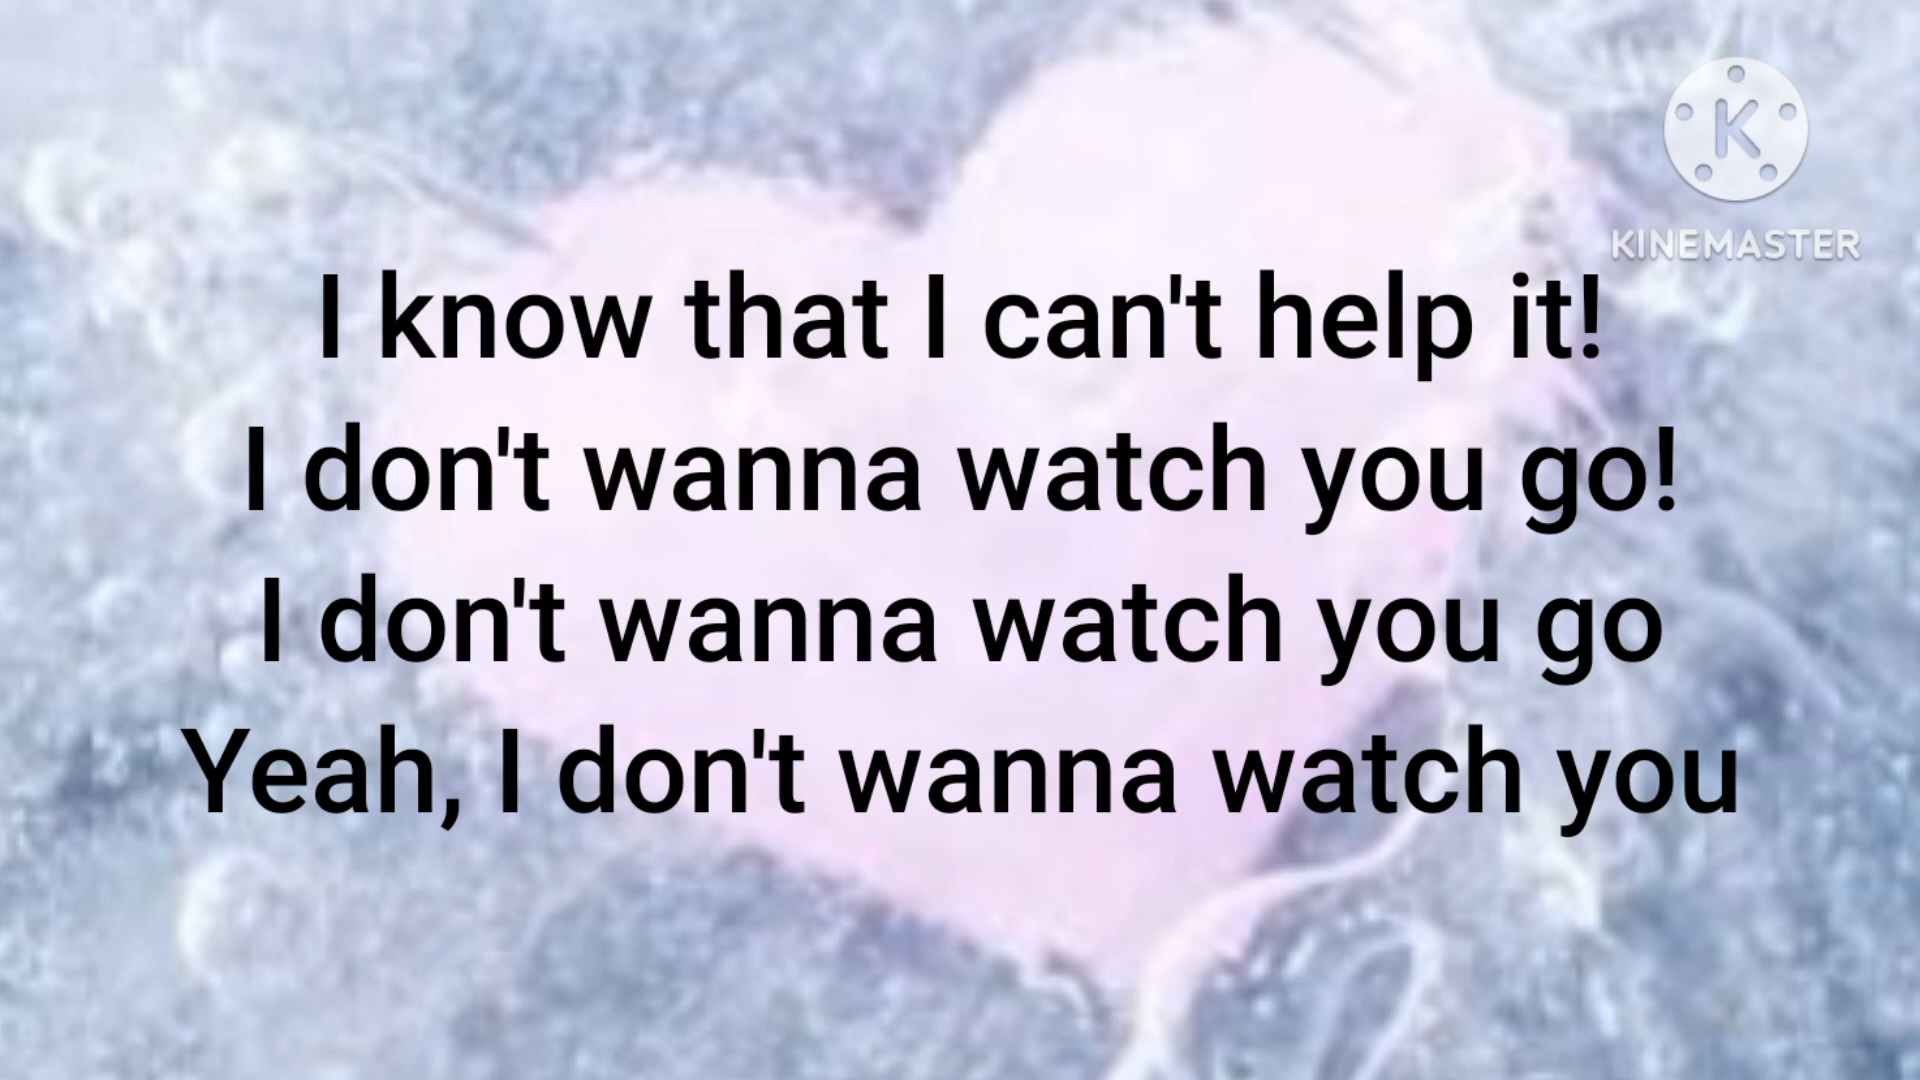 K
KINEMASTER
I know that I can't help it!
I don't wanna watch you go!
I don't wanna watch you go
Yeah, I don't wanna watch you